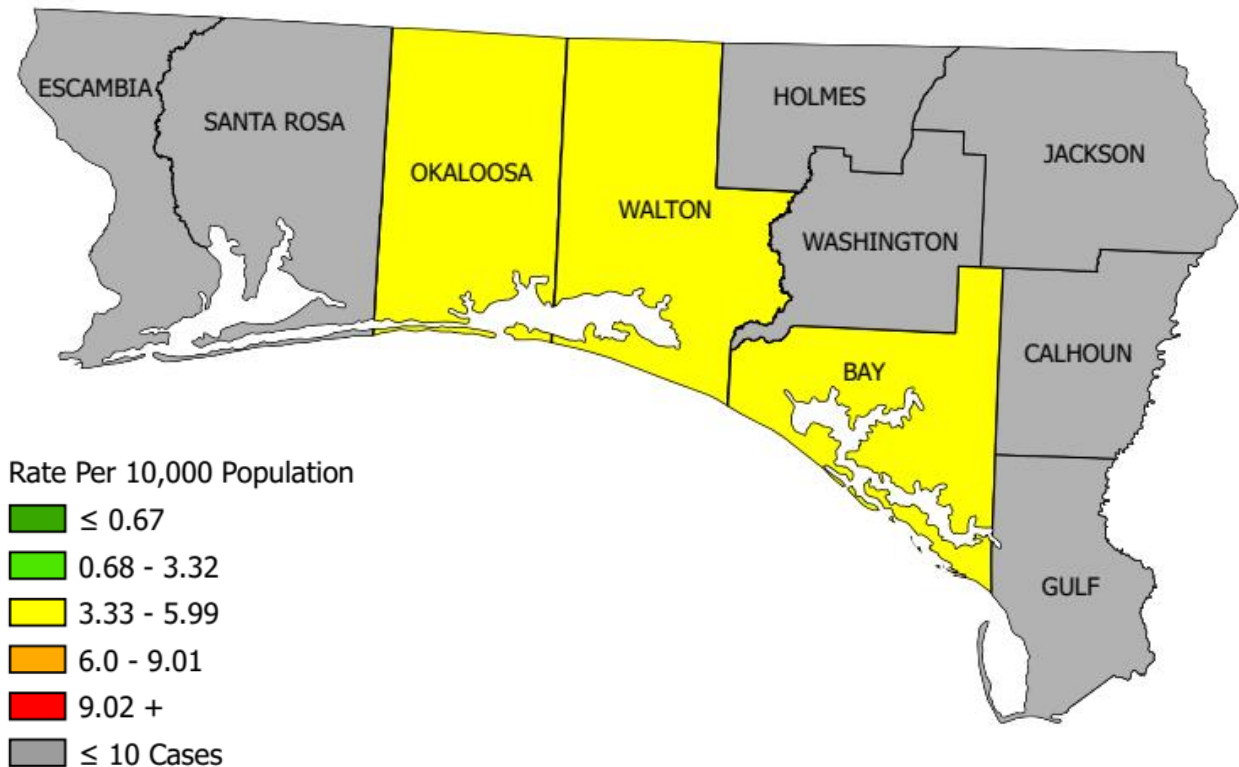 ESCAMBIA
SANTA ROSA
OKALOOSA
WALTON
HOLMES
JACKSON
WASHINGTON
BAY
CALHOUN
GULF
Rate Per 10,000 Population
≤ 0.67
0.68 - 3.32
3.33 - 5.99
6.0 - 9.01
9.02 +
≤ 10 Cases